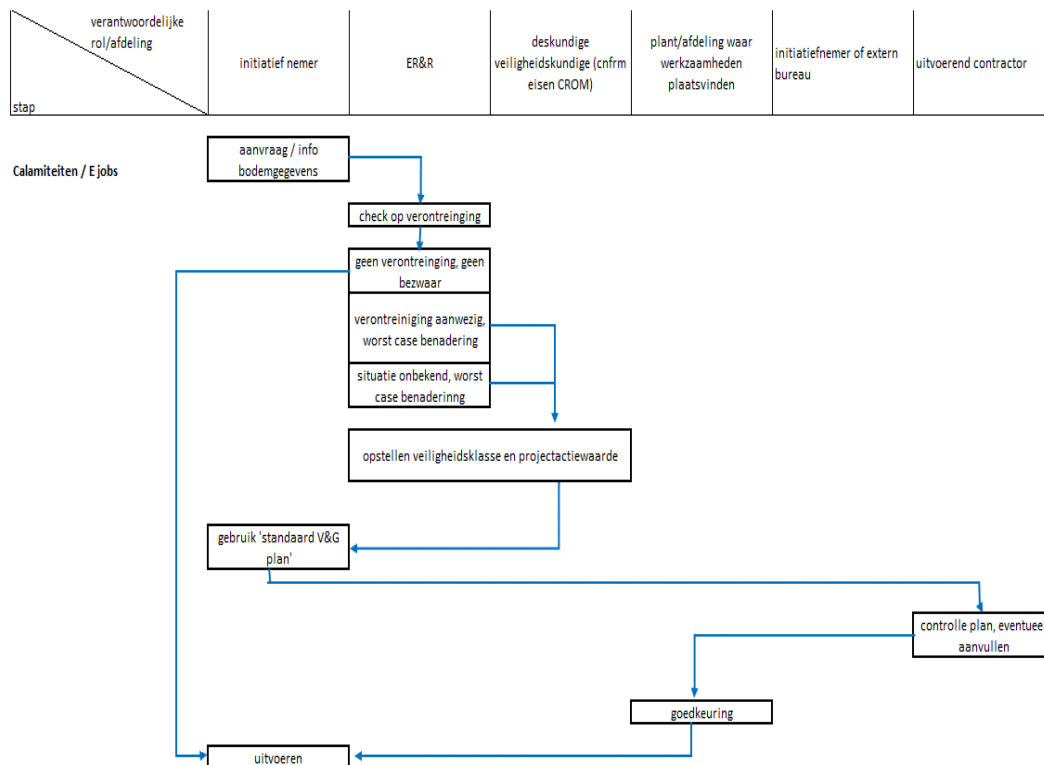 verantwoordelijke
rol/afdeling
stap
initiatief nemer
ER&R
deskundige
veiligheidskundige (cnfrm
eisen CROM)
plant/afdeling waar
werkzaamheden
plaatsvinden
initiatiefnemer of extern
bureau
uitvoerend contractor
Calamiteiten / E jobs
aanvraag / info
bodemgegevens
check op verontreinging
geen verontreinging, geen
bezwaar
verontreiniging aanwezig,
worst case benadering
situatie onbekend, worst
case benaderinng
opstellen veiligheidsklasse en projectactiewaarde
gebruik 'standaard V&G
plan'
controlle plan, eventuee
aanvullen
goedkeuring
uitvoeren